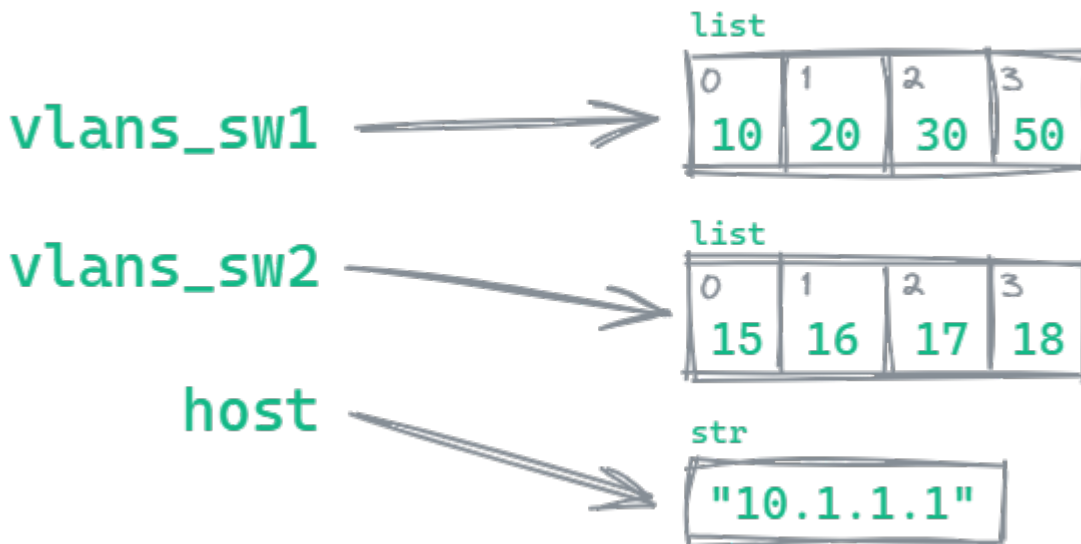 list
0 1 2 3
vlans_sw1 10 20 30 50
list
vlans_sw2
0 1 2 3
15 16 17 18
host
str
"10.1.1.1"